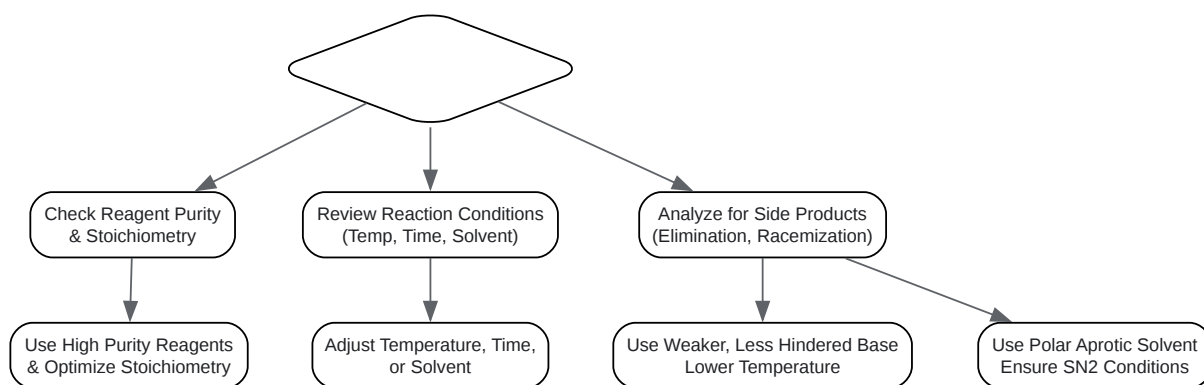 Check Reagent Purity
& Stoichiometry
Review Reaction Conditions
(Temp, Time, Solvent)
Analyze for Side Products
(Elimination, Racemization)
Use High Purity Reagents
& Optimize Stoichiometry
Adjust Temperature, Time,
or Solvent
Use Weaker, Less Hindered Base
Lower Temperature
Use Polar Aprotic Solvent
Ensure SN2 Conditions